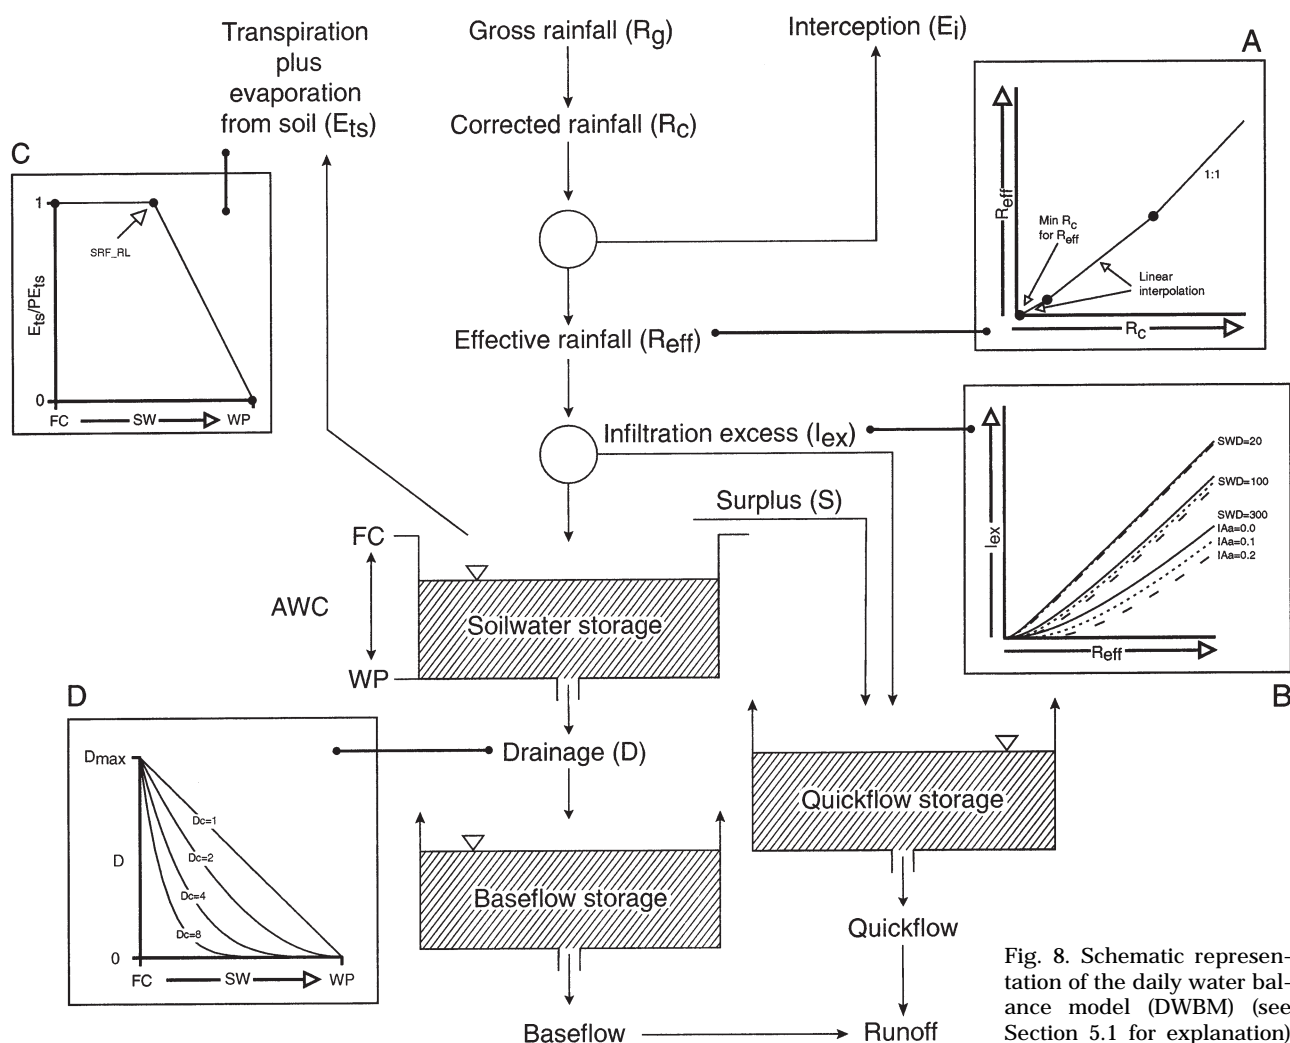 Transpiration
plus
evaporation
from soil (Ets)
Gross rainfall (Rg)
Interception (Ei)
Corrected rainfall (Rc)
Effective rainfall (Reff)
Infiltration excess (Iex)
Surplus (S)
FC
AWC
WP
Soilwater storage
Drainage (D)
Quickflow storage
Baseflow storage
Quickflow
Baseflow
Runoff
A
Reff
1:1
Min Rc
for Reff
Linear
interpolation
Rc
B
Iex
SWD=20
SWD=100
SWD=300
IAa=0.0
IAa=0.1
IAa=0.2
Reff
C
1
SRF_RL
Ets/PEts
0
FC SW WP
D
Dmax
Dc=1
Dc=2
D
Dc=4
Dc=8
0
FC SW WP
Fig. 8. Schematic represen-
tation of the daily water bal-
ance model (DWBM) (see
Section 5.1 for explanation)